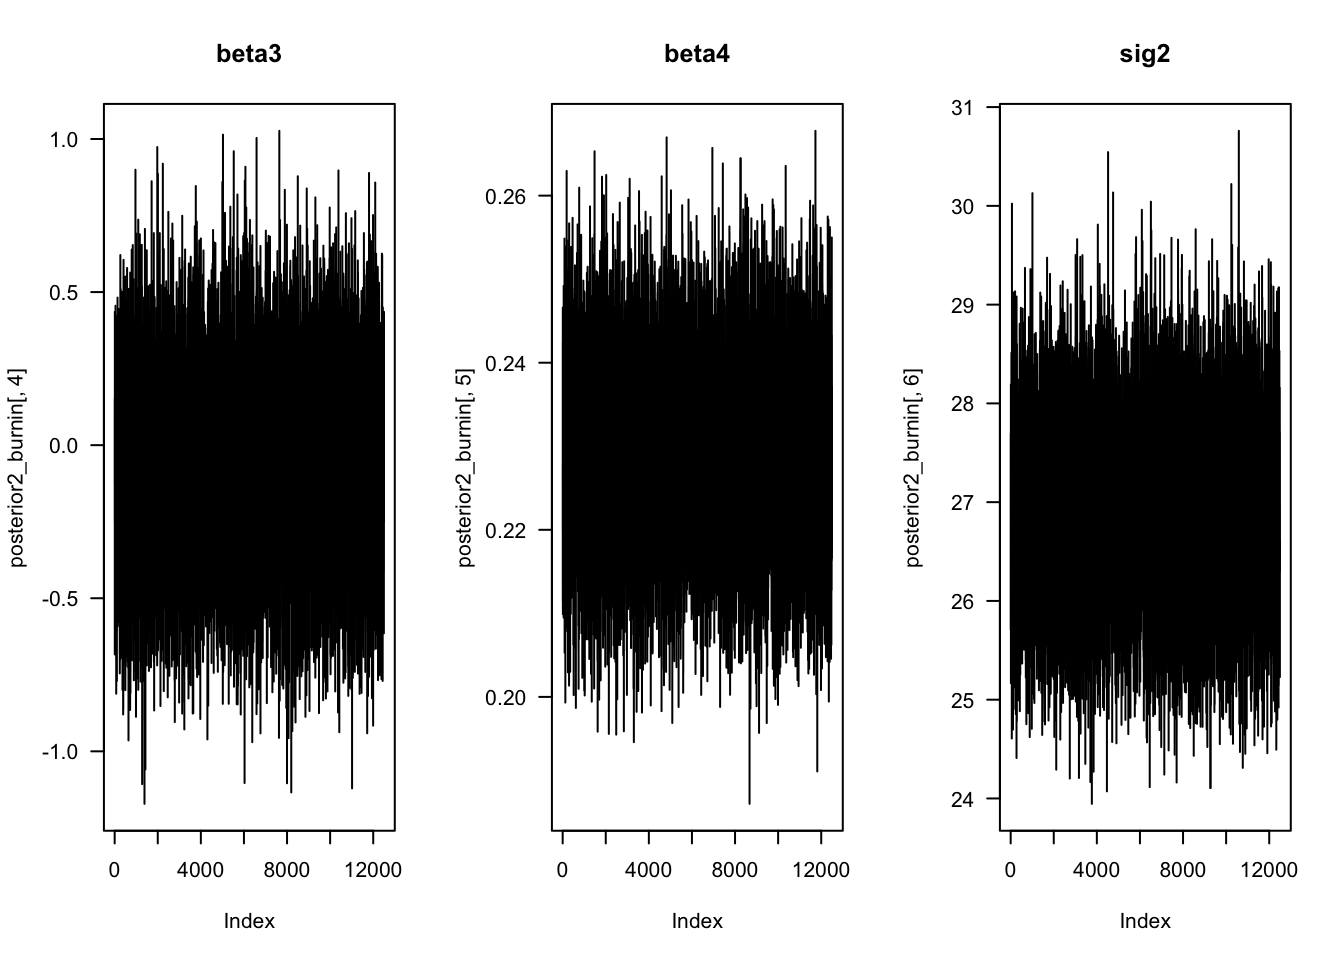 beta3
posterior2_burnin[, 4]
1.0
0.5
0.0
-0.5
-1.0
0 4000 8000 12000
Index
beta4
posterior2_burnin[, 5]
0.26
0.24
0.22
0.20
0 4000 8000 12000
Index
sig2
posterior2_burnin[, 6]
31
30
29
28
27
26
25
24
0 4000 8000 12000
Index